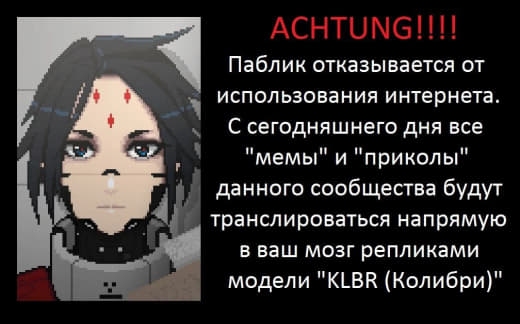 ACHTUNG!!!!
Паблик отказывается от
использования интернета.
С сегодняшнего дня все
"мемы" и "приколы"
данного сообщества будут
транслироваться напрямую
в ваш мозг репликами
модели "KLBR (Колибри)"